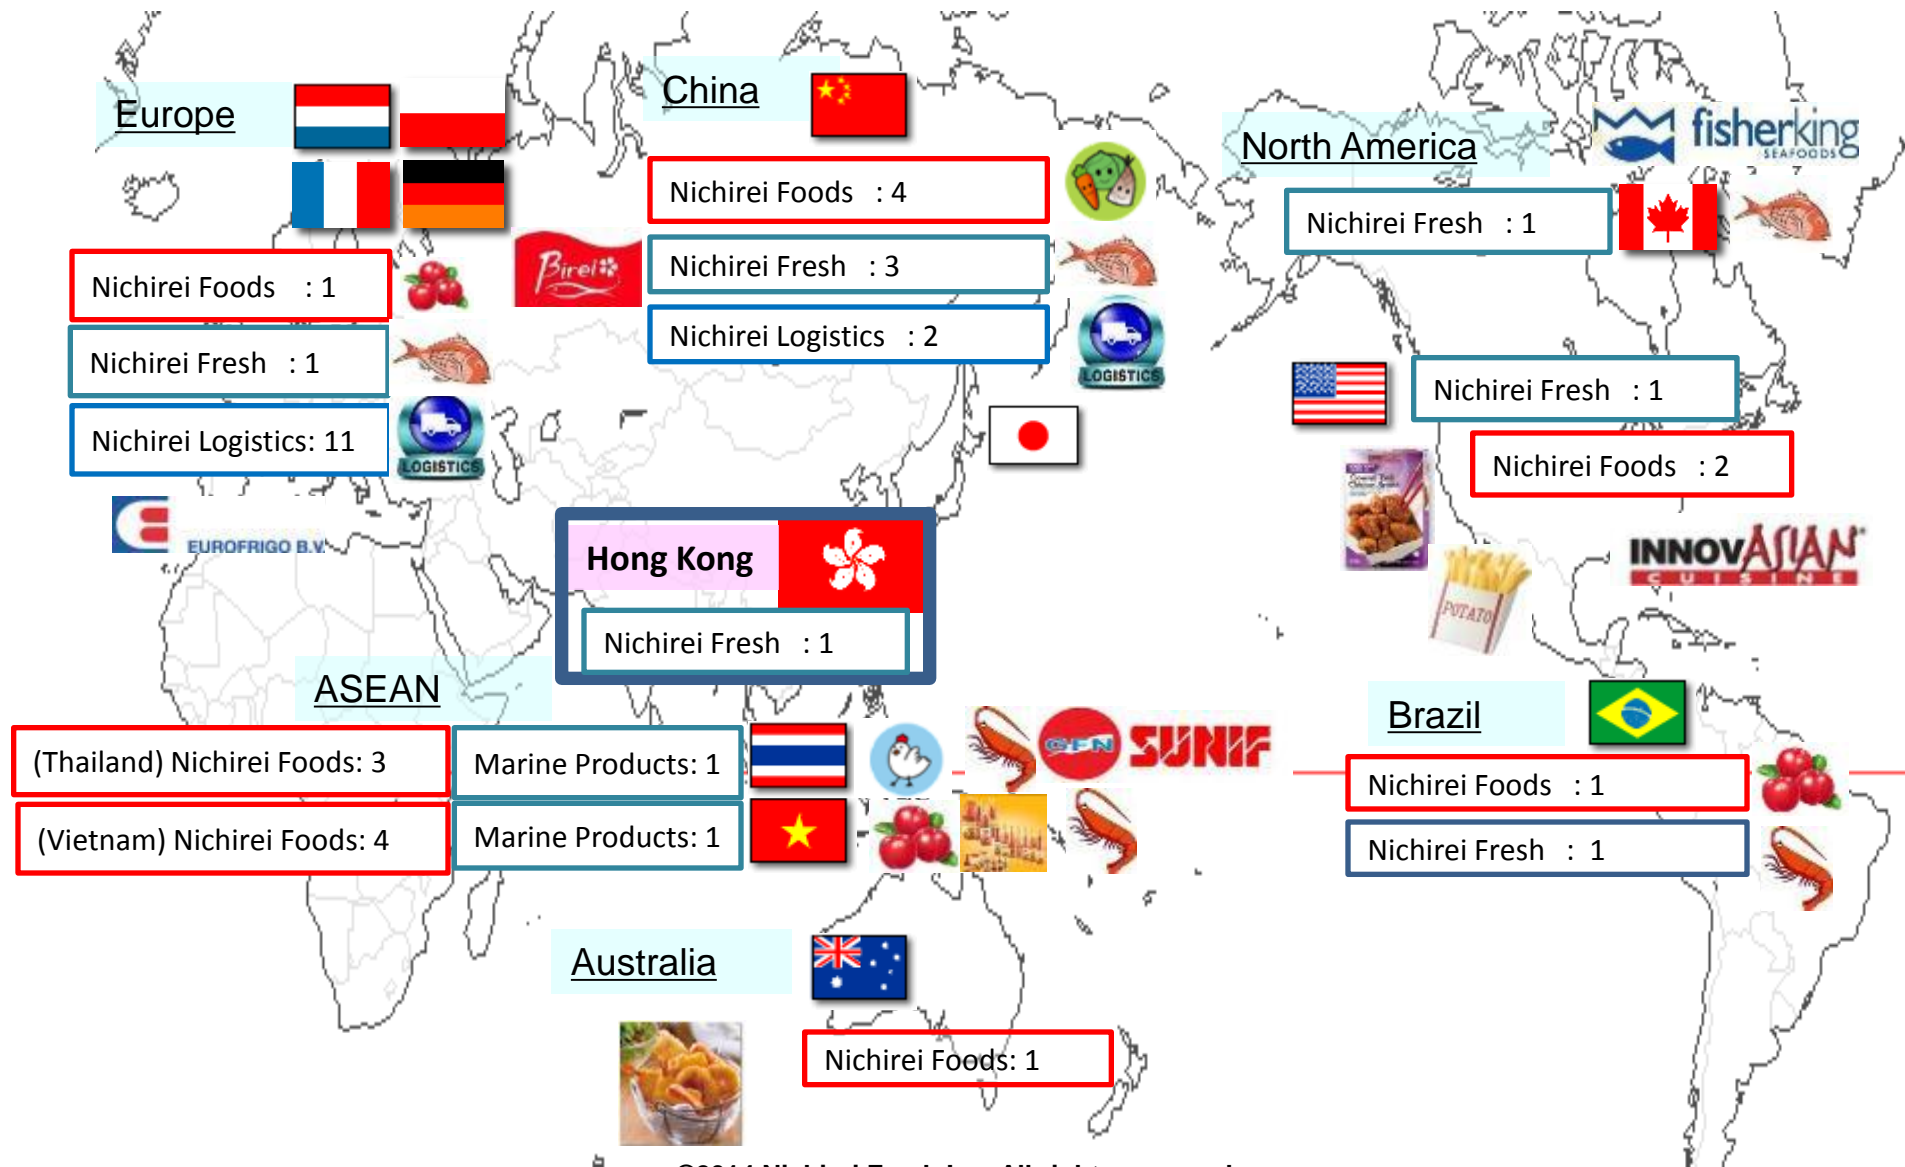 Europe
Nichirei Foods : 1
Nichirei Fresh : 1
Nichirei Logistics: 11
LOGISTICS
EUROFRIGO B.V.
China
Nichirei Foods : 4
Birei
Nichirei Fresh : 3
Nichirei Logistics : 2
LOGISTICS
North America
fisherking
SEAFOODS
Nichirei Fresh : 1
Nichirei Fresh : 1
Nichirei Foods : 2
POTATO
INNOVASIAN
CUISINE
Hong Kong
Nichirei Fresh : 1
ASEAN
(Thailand) Nichirei Foods: 3
Marine Products: 1
GFN
SUNIF
(Vietnam) Nichirei Foods: 4
Marine Products: 1
Brazil
Nichirei Foods : 1
Nichirei Fresh : 1
Australia
Nichirei Foods: 1